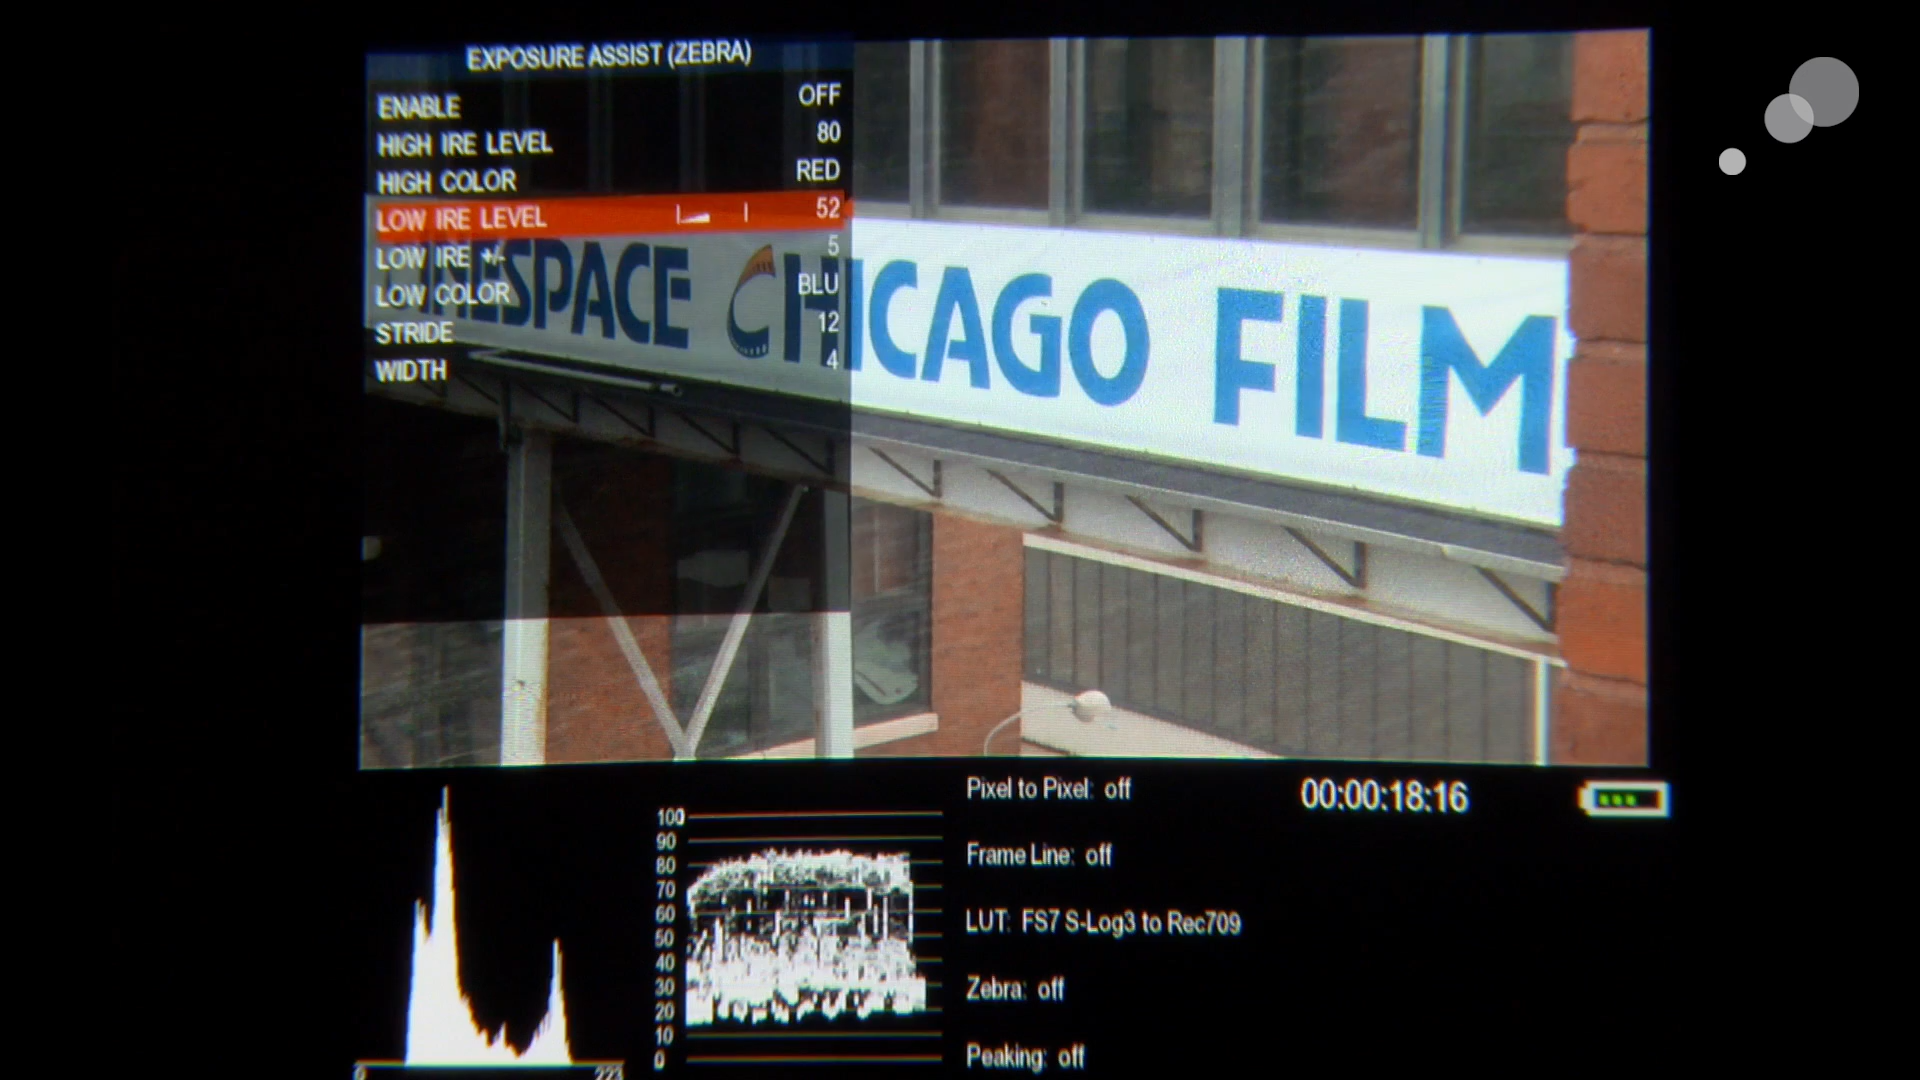 EXPOSURE ASSIST (ZEBRA)
ENABLE OFF
HIGH IRE LEVEL 80
HIGH COLOR RED
LOW IRE LEVEL 52
LOW IRE +/- 5
LOW COLOR BLU
STRIDE 12
WIDTH 4
INESPACE CHICAGO FILM
Pixel to Pixel: off
00:00:18:16
Frame Line: off
LUT: FS7 S-Log3 to Rec709
Zebra: off
Peaking: off
100
90
80
70
60
50
40
30
20
10
0
0 223